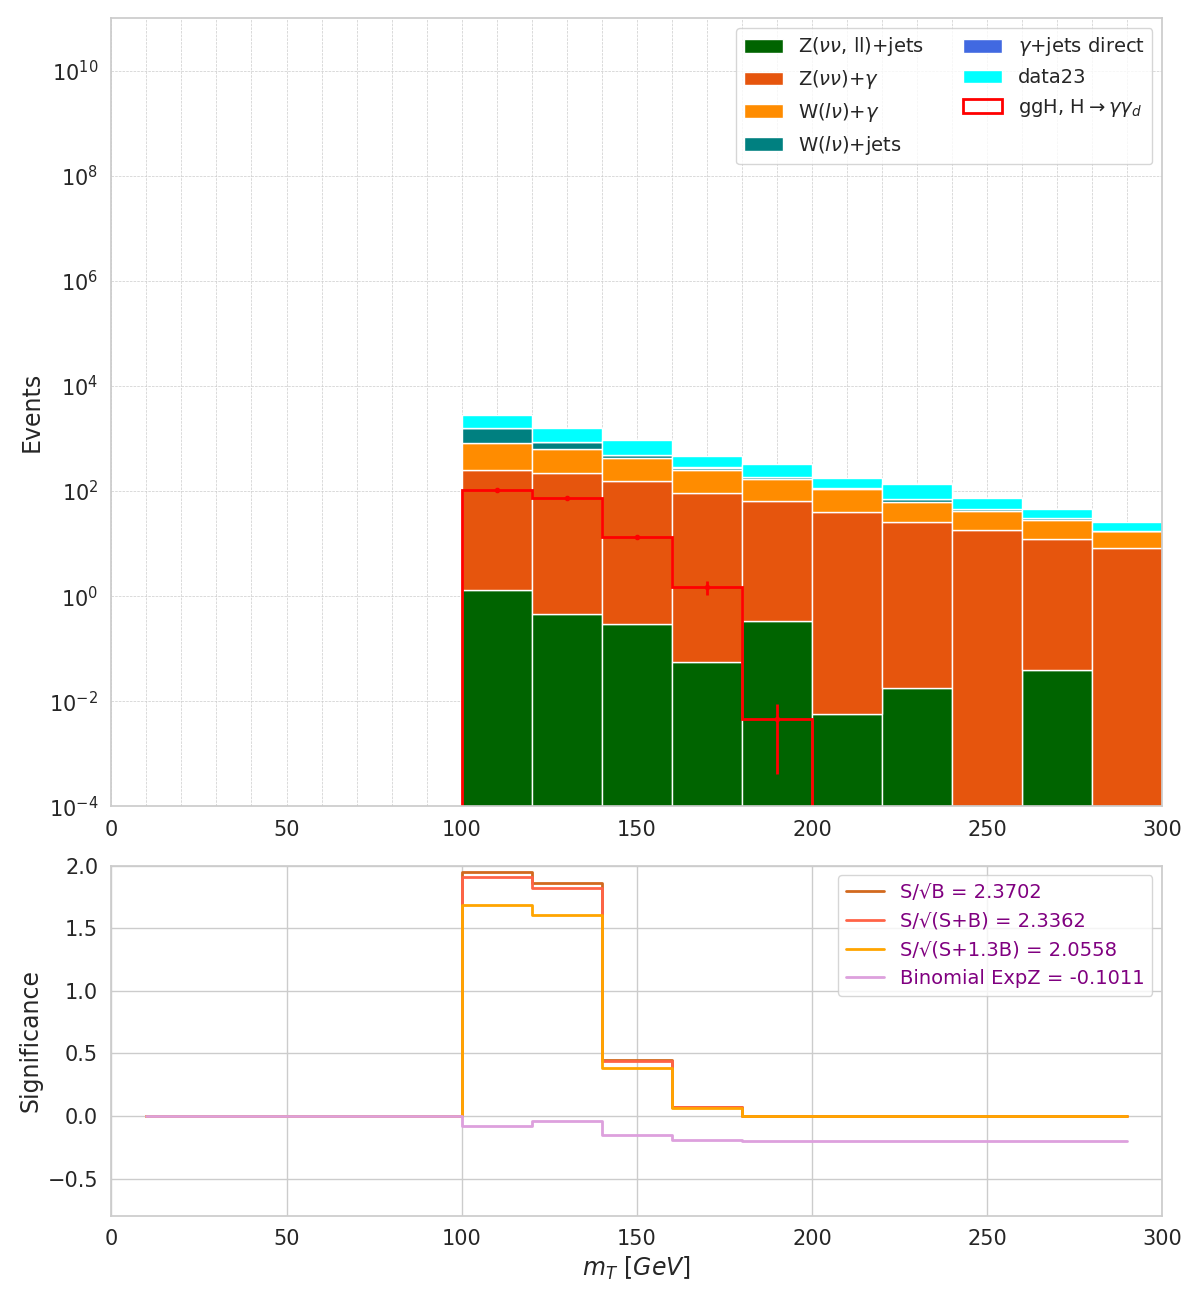 Z(νν, ll)+jets
Z(νν)+γ
W(lν)+γ
W(lν)+jets
γ+jets direct
data23
ggH, H→γγ_d
Events
10^10
10^8
10^6
10^4
10^2
10^0
10^−2
10^−4
0 50 100 150 200 250 300
S/√B = 2.3702
S/√(S+B) = 2.3362
S/√(S+1.3B) = 2.0558
Binomial ExpZ = -0.1011
Significance
2.0
1.5
1.0
0.5
0.0
−0.5
0 50 100 150 200 250 300
m_T [GeV]